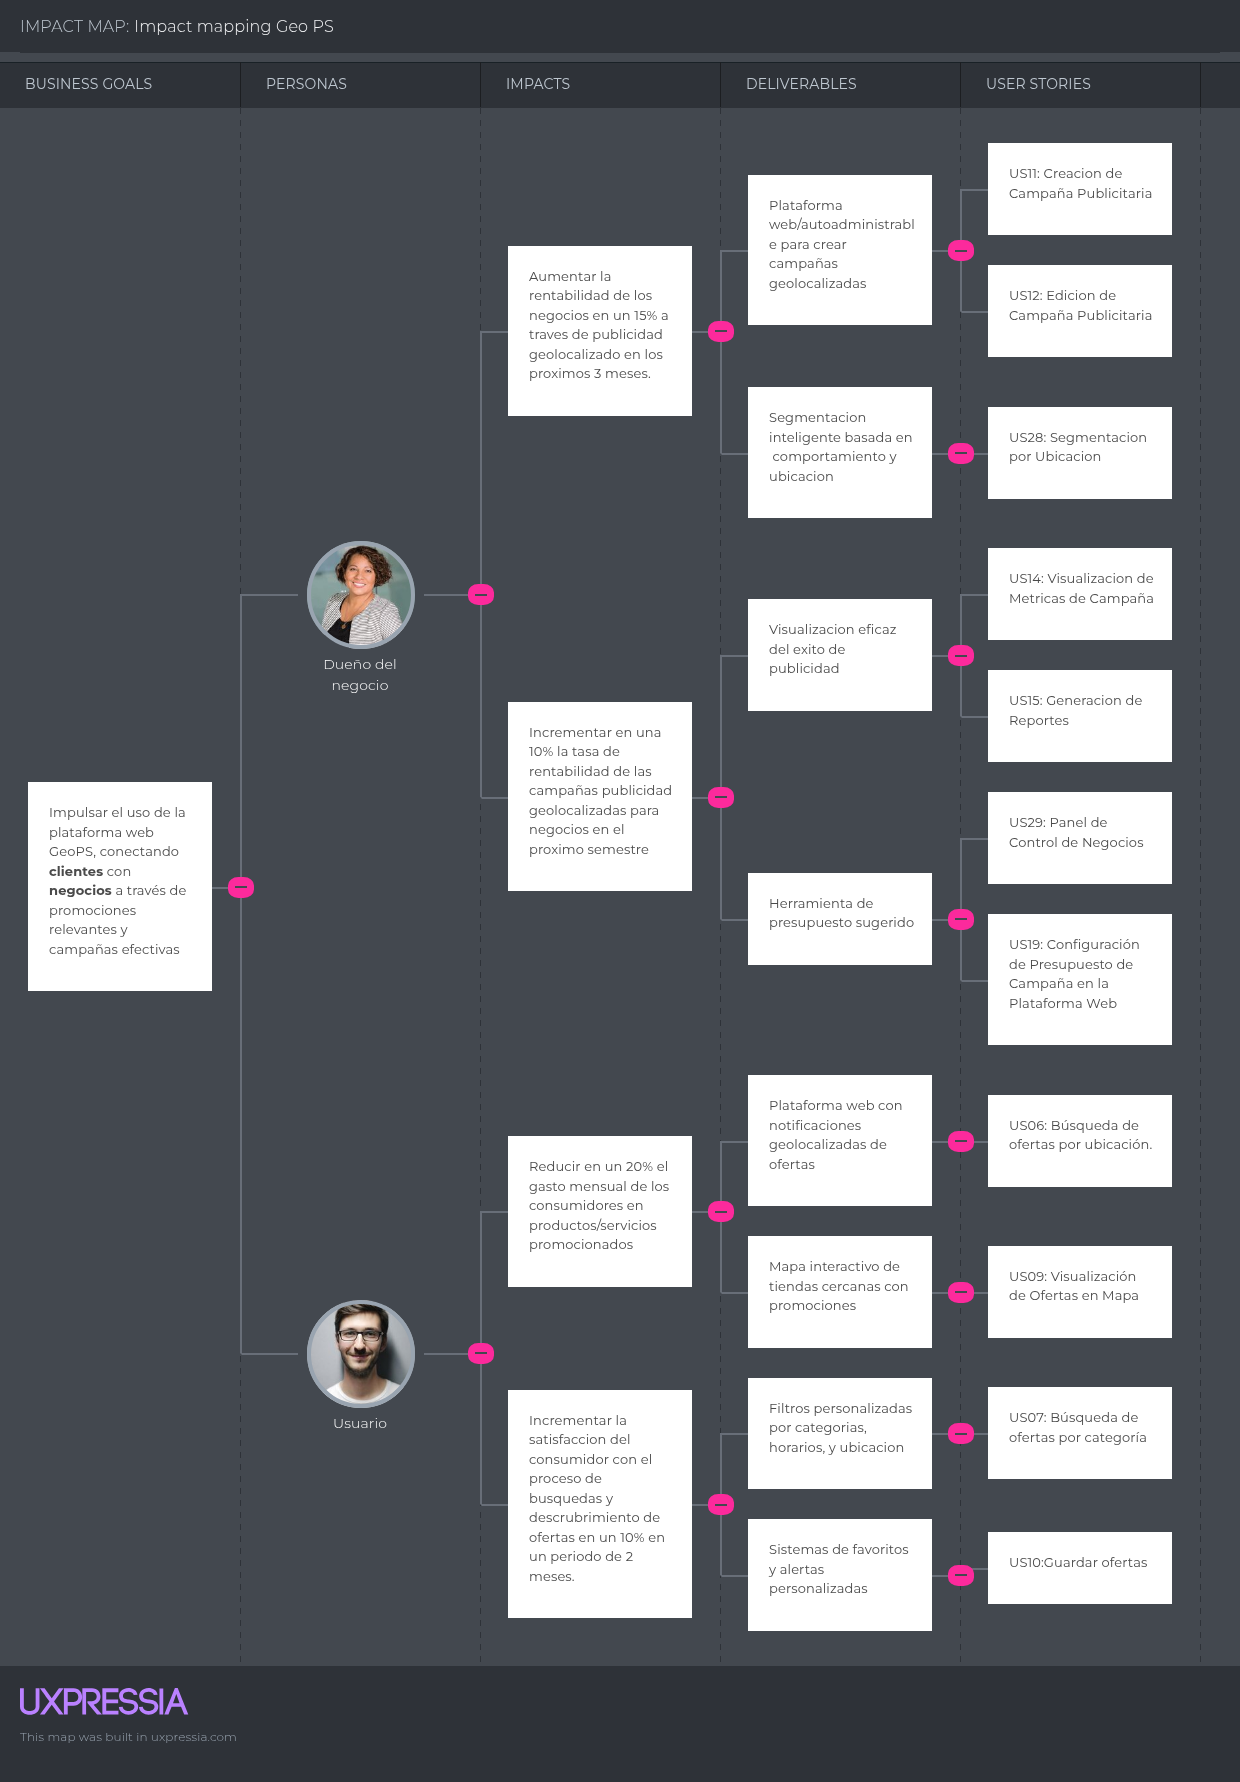 IMPACT MAP: Impact mapping Geo PS
BUSINESS GOALS
PERSONAS
IMPACTS
DELIVERABLES
USER STORIES
Impulsar el uso de la
plataforma web
GeoPS, conectando
clientes con
negocios a través de
promociones
relevantes y
campañas efectivas
Dueño del
negocio
Aumentar la
rentabilidad de los
negocios en un 15% a
traves de publicidad
geolocalizado en los
proximos 3 meses.
Plataforma
web/autoadministrabl
e para crear
campañas
geolocalizadas
US11: Creacion de
Campaña Publicitaria
US12: Edicion de
Campaña Publicitaria
Segmentacion
inteligente basada en
comportamiento y
ubicacion
US28: Segmentacion
por Ubicacion
Incrementar en una
10% la tasa de
rentabilidad de las
campañas publicidad
geolocalizadas para
negocios en el
proximo semestre
Visualizacion eficaz
del exito de
publicidad
US14: Visualizacion de
Metricas de Campaña
US15: Generacion de
Reportes
Herramienta de
presupuesto sugerido
US29: Panel de
Control de Negocios
US19: Configuración
de Presupuesto de
Campaña en la
Plataforma Web
Usuario
Reducir en un 20% el
gasto mensual de los
consumidores en
productos/servicios
promocionados
Plataforma web con
notificaciones
geolocalizadas de
ofertas
US06: Búsqueda de
ofertas por ubicación.
Mapa interactivo de
tiendas cercanas con
promociones
US09: Visualización
de Ofertas en Mapa
Incrementar la
satisfaccion del
consumidor con el
proceso de
busquedas y
descrubrimiento de
ofertas en un 10% en
un periodo de 2
meses.
Filtros personalizadas
por categorias,
horarios, y ubicacion
US07: Búsqueda de
ofertas por categoría
Sistemas de favoritos
y alertas
personalizadas
US10:Guardar ofertas
UXPRESSIA
This map was built in uxpressia.com